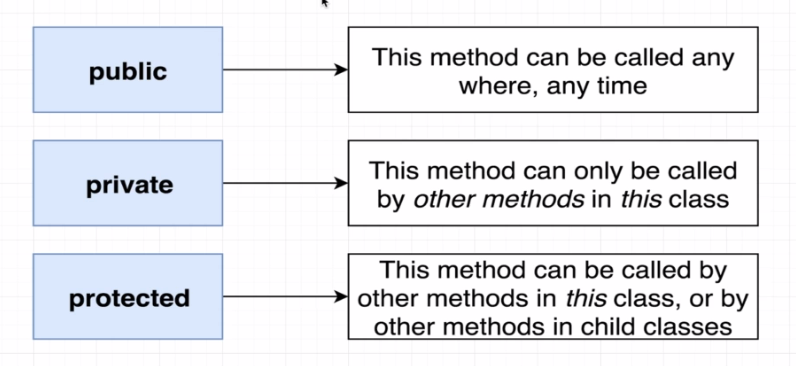 public
This method can be called any
where, any time
private
This method can only be called
by other methods in this class
protected
This method can be called by
other methods in this class, or by
other methods in child classes